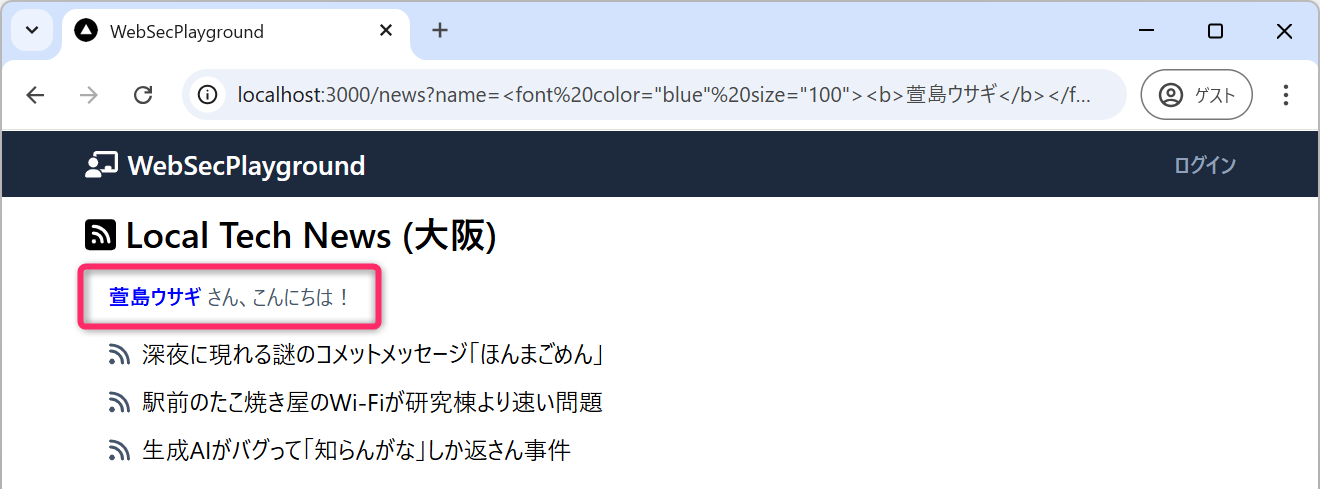 WebSecPlayground
localhost:3000/news?name=<font%20color="blue"%20size="100"><b>萱島ウサギ</b></f...
ゲスト
WebSecPlayground
ログイン
Local Tech News (大阪)
萱島ウサギ さん、こんにちは！
深夜に現れる謎のコメットメッセージ「ほんまごめん」
駅前のたこ焼き屋のWi-Fiが研究棟より速い問題
生成AIがバグって「知らんがな」しか返さん事件